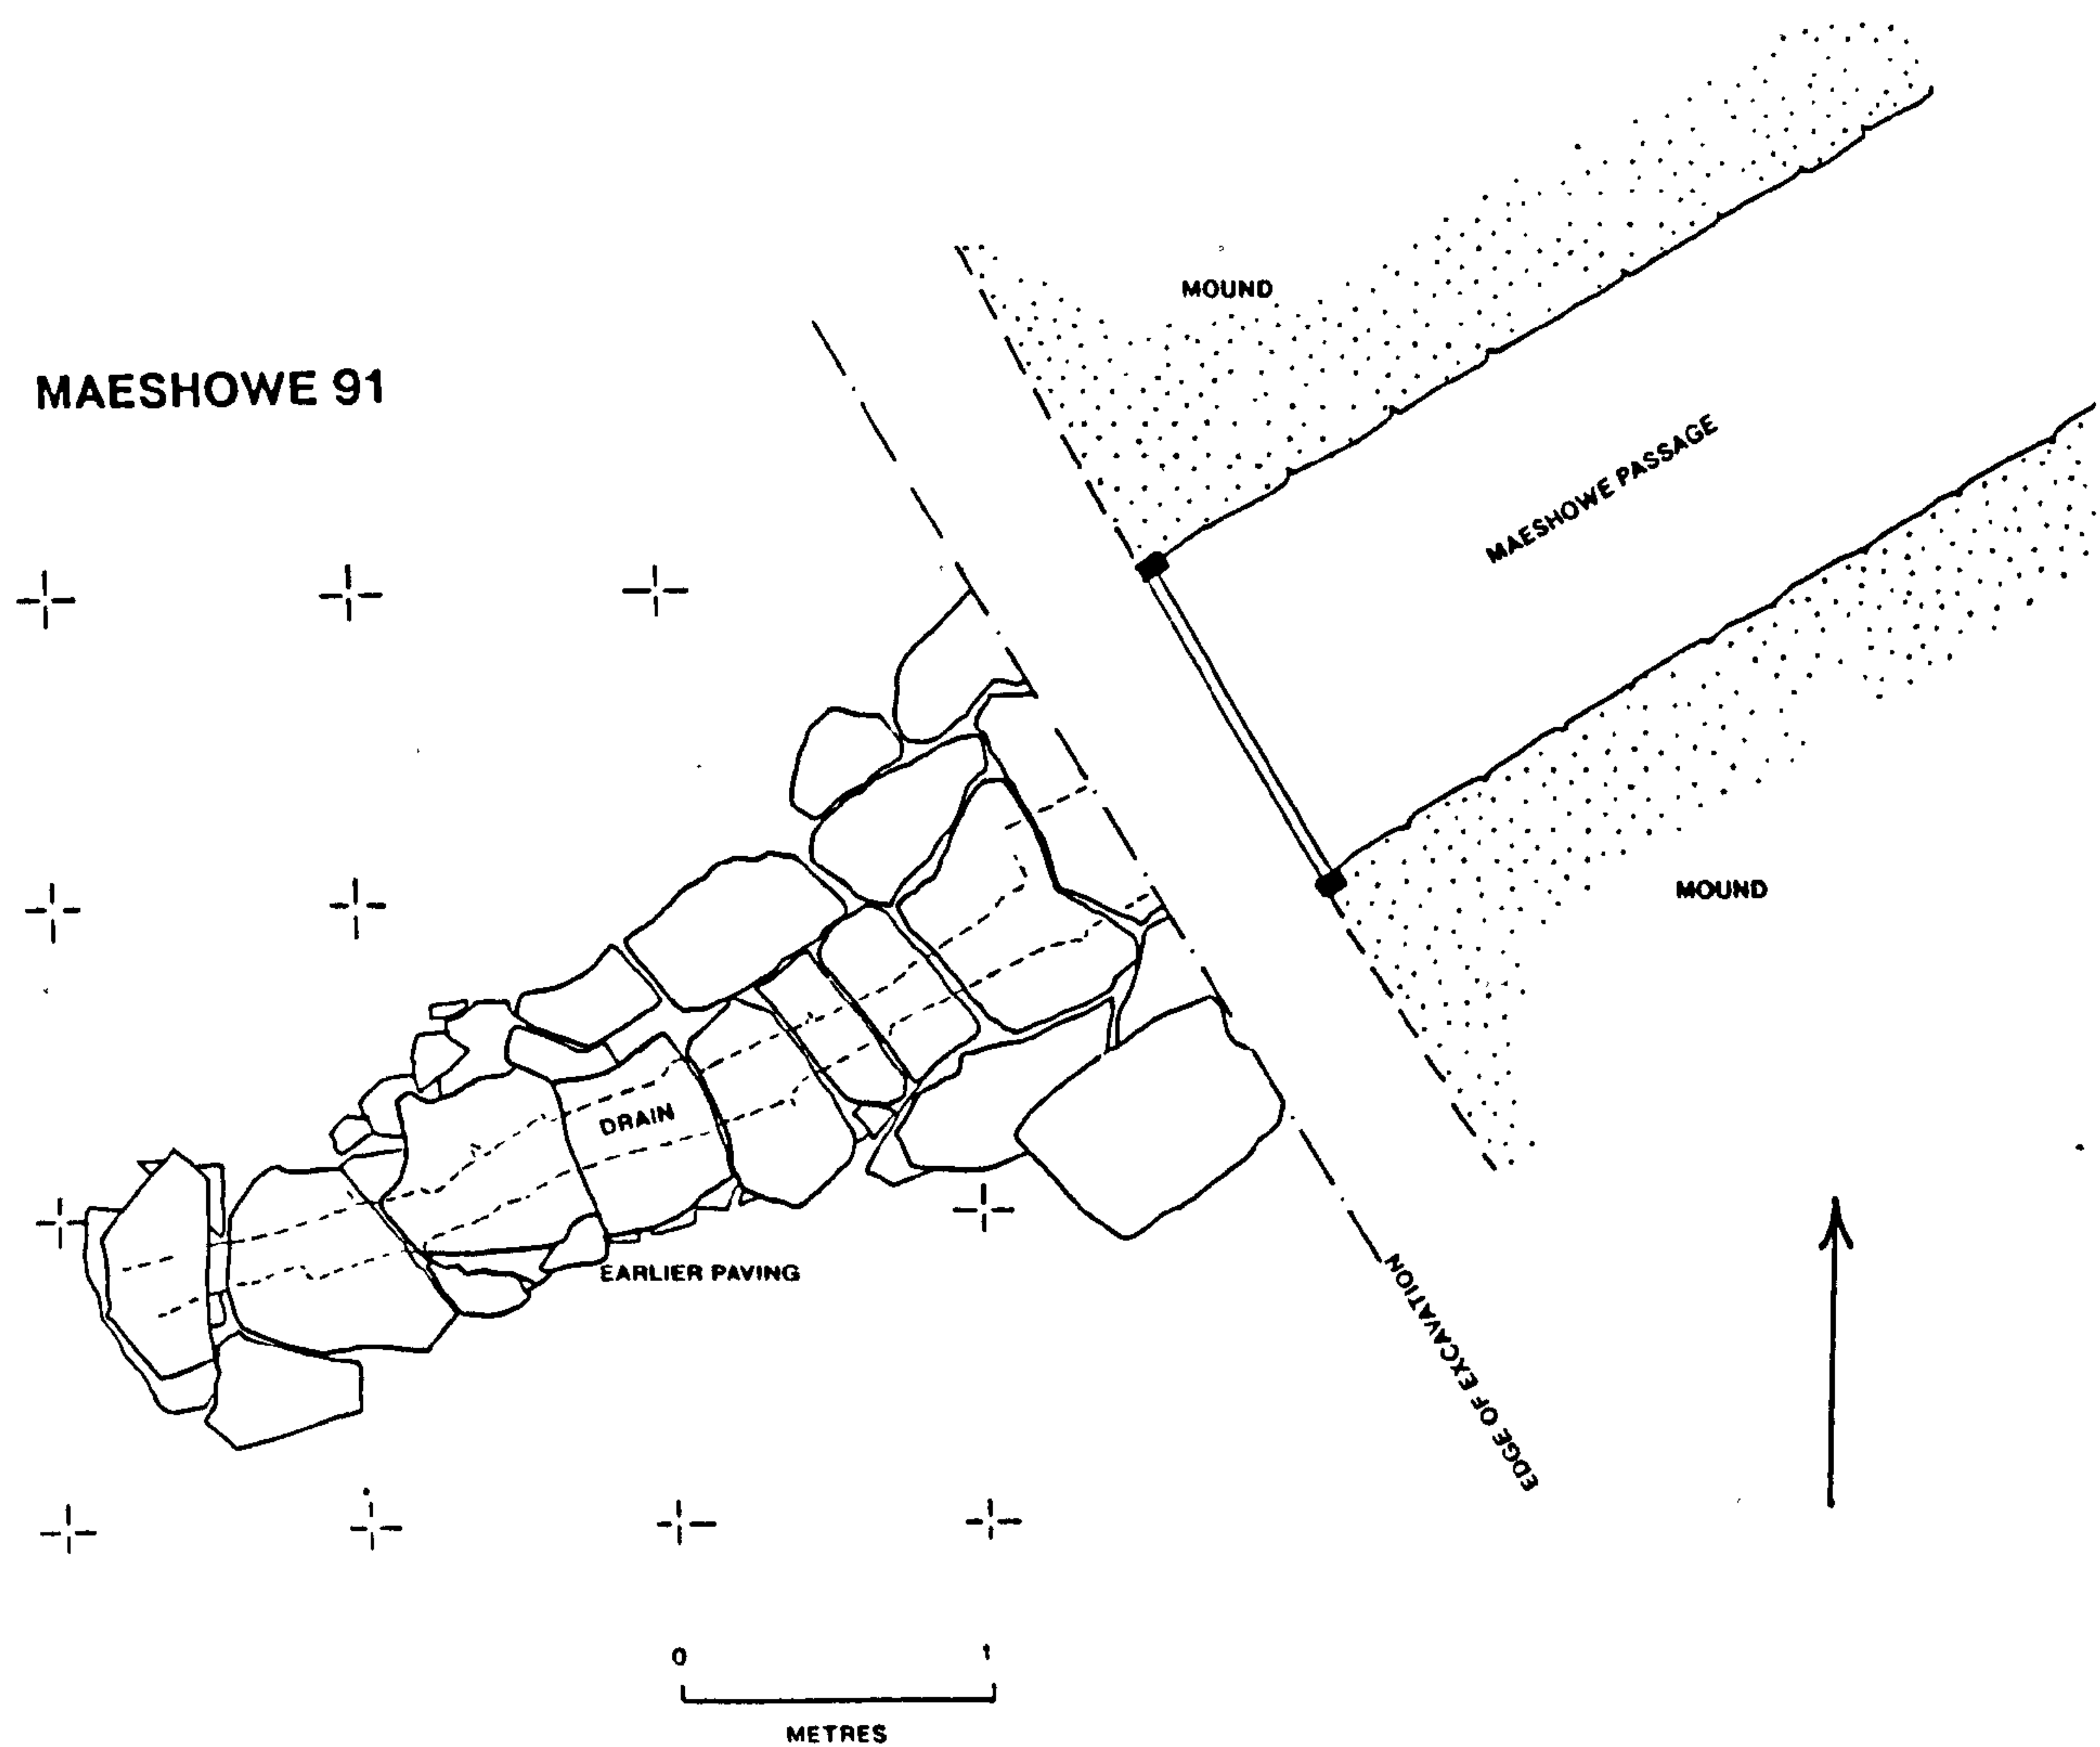 MOUND
MAESHOWE 91
MAESHOWE PASSAGE
MOUND
DRAIN
EARLIER PAVING
EDGE OF EXCAVATION
0 1
METRES